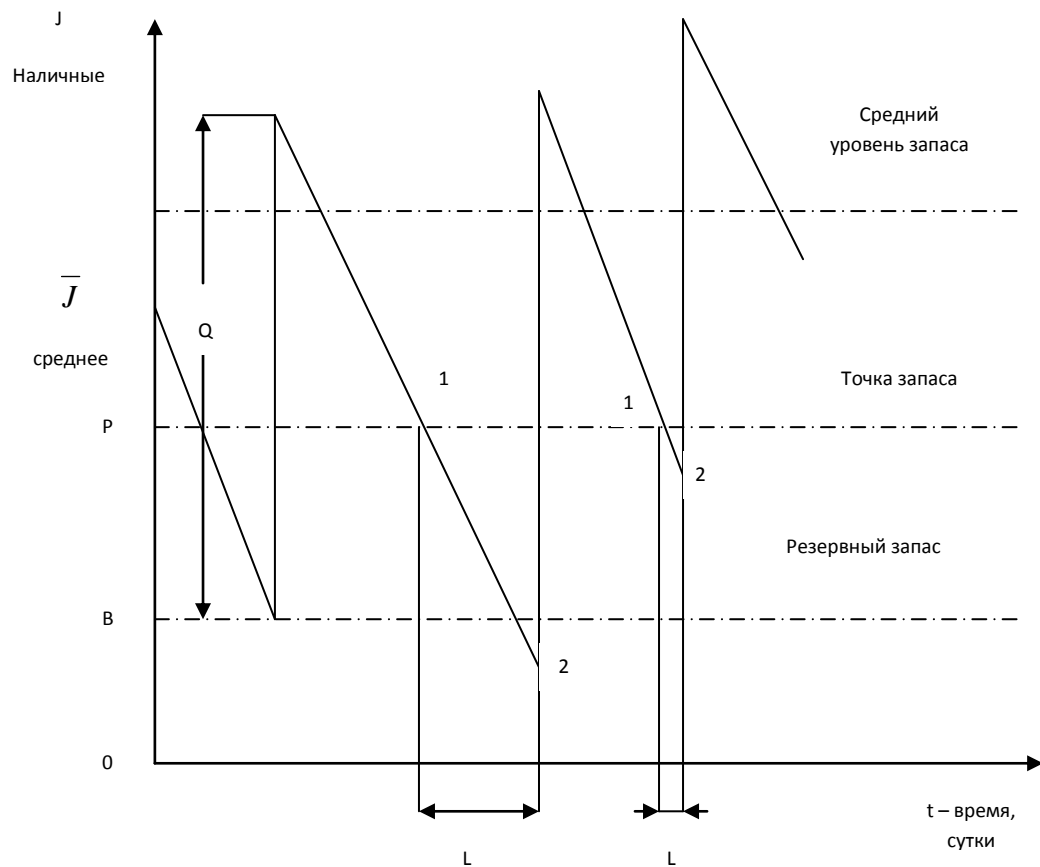 J
Наличные
Средний
уровень запаса
J
Q
среднее
1
Точка запаса
1
P
2
Резервный запас
B
2
0
t – время,
сутки
L
L